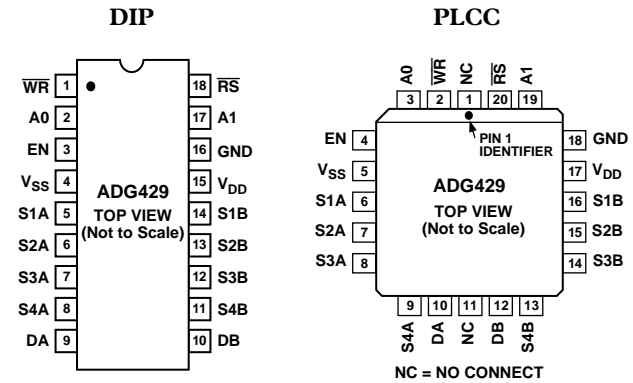 DIP
WR 1 18 RS
A0 2 17 A1
EN 3 16 GND
VSS 4 15 VDD
S1A 5 14 S1B
S2A 6 13 S2B
S3A 7 12 S3B
S4A 8 11 S4B
DA 9 10 DB
ADG429
TOP VIEW
(Not to Scale)
PLCC
A0 WR NC RS A1
3 2 1 20 19
PIN 1
IDENTIFIER
EN 4 18 GND
VSS 5 17 VDD
S1A 6 16 S1B
S2A 7 15 S2B
S3A 8 14 S3B
ADG429
TOP VIEW
(Not to Scale)
9 10 11 12 13
S4A DA NC DB S4B
NC = NO CONNECT